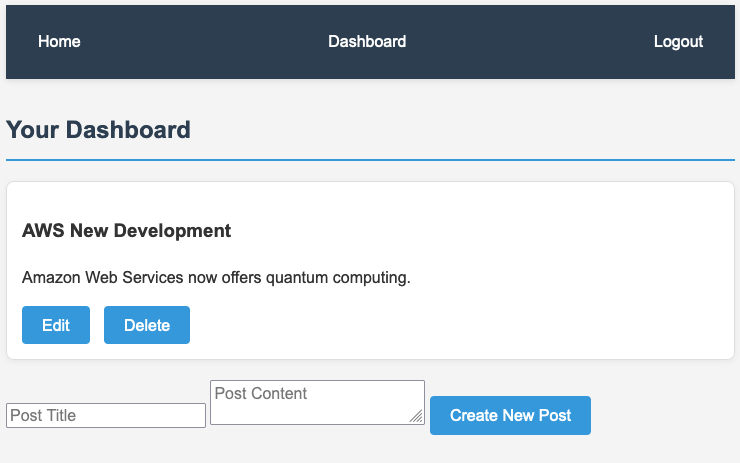 Home Dashboard Logout
Your Dashboard
AWS New Development
Amazon Web Services now offers quantum computing.
Edit Delete
Post Title Post Content Create New Post